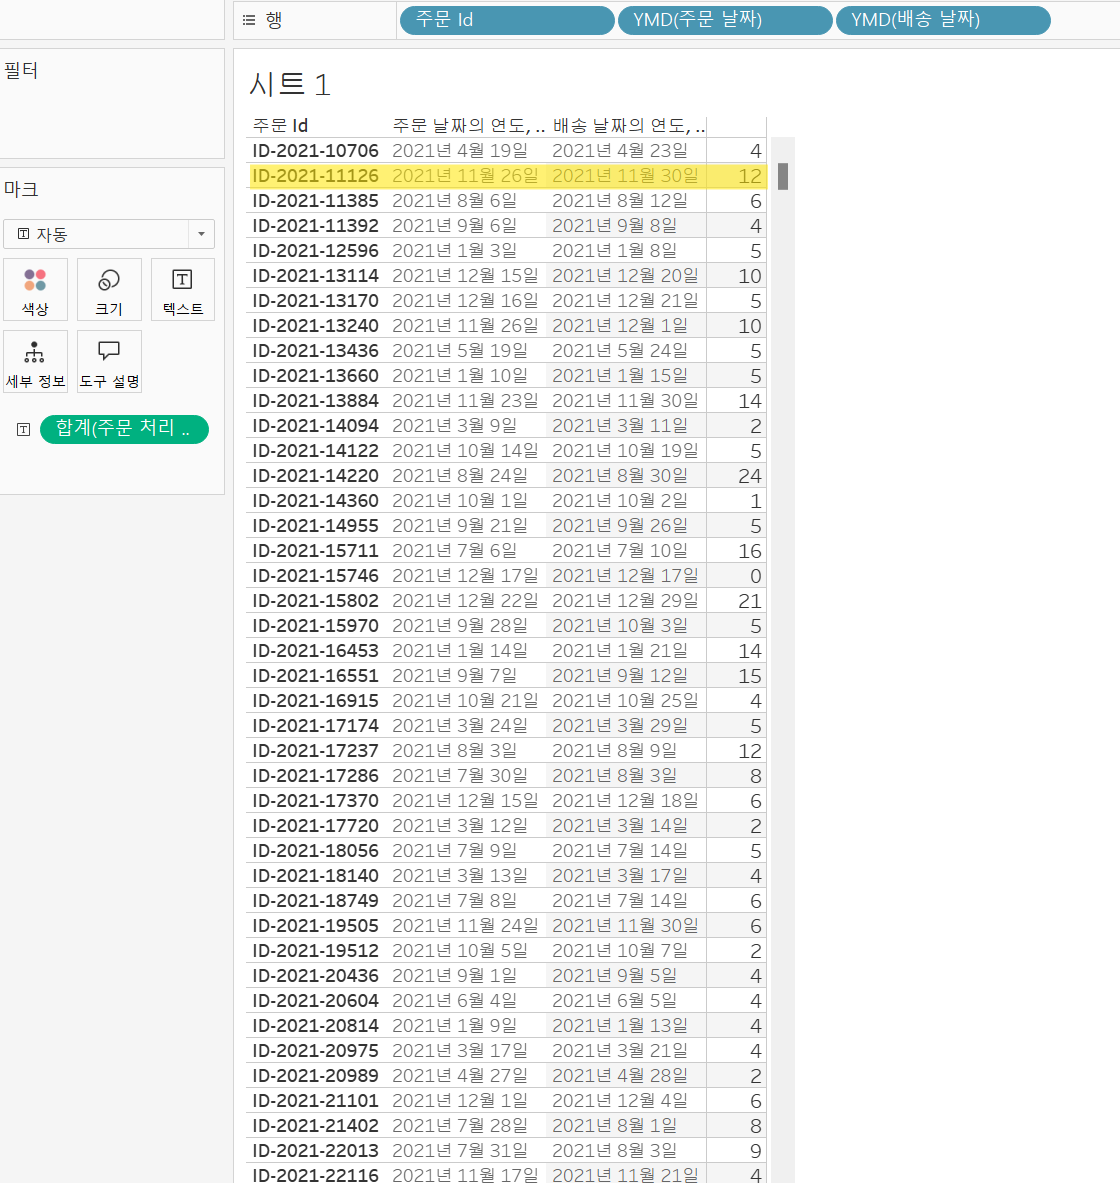 행 주문 Id YMD(주문 날짜) YMD(배송 날짜)
필터
마크
자동
색상 크기 텍스트
세부 정보 도구 설명
합계(주문 처리 ..
시트 1
주문 Id 주문 날짜의 연도, .. 배송 날짜의 연도, ..
ID-2021-10706 2021년 4월 19일 2021년 4월 23일 4
ID-2021-11126 2021년 11월 26일 2021년 11월 30일 12
ID-2021-11385 2021년 8월 6일 2021년 8월 12일 6
ID-2021-11392 2021년 9월 6일 2021년 9월 8일 4
ID-2021-12596 2021년 1월 3일 2021년 1월 8일 5
ID-2021-13114 2021년 12월 15일 2021년 12월 20일 10
ID-2021-13170 2021년 12월 16일 2021년 12월 21일 5
ID-2021-13240 2021년 11월 26일 2021년 12월 1일 10
ID-2021-13436 2021년 5월 19일 2021년 5월 24일 5
ID-2021-13660 2021년 1월 10일 2021년 1월 15일 5
ID-2021-13884 2021년 11월 23일 2021년 11월 30일 14
ID-2021-14094 2021년 3월 9일 2021년 3월 11일 2
ID-2021-14122 2021년 10월 14일 2021년 10월 19일 5
ID-2021-14220 2021년 8월 24일 2021년 8월 30일 24
ID-2021-14360 2021년 10월 1일 2021년 10월 2일 1
ID-2021-14955 2021년 9월 21일 2021년 9월 26일 5
ID-2021-15711 2021년 7월 6일 2021년 7월 10일 16
ID-2021-15746 2021년 12월 17일 2021년 12월 17일 0
ID-2021-15802 2021년 12월 22일 2021년 12월 29일 21
ID-2021-15970 2021년 9월 28일 2021년 10월 3일 5
ID-2021-16453 2021년 1월 14일 2021년 1월 21일 14
ID-2021-16551 2021년 9월 7일 2021년 9월 12일 15
ID-2021-16915 2021년 10월 21일 2021년 10월 25일 4
ID-2021-17174 2021년 3월 24일 2021년 3월 29일 5
ID-2021-17237 2021년 8월 3일 2021년 8월 9일 12
ID-2021-17286 2021년 7월 30일 2021년 8월 3일 8
ID-2021-17370 2021년 12월 15일 2021년 12월 18일 6
ID-2021-17720 2021년 3월 12일 2021년 3월 14일 2
ID-2021-18056 2021년 7월 9일 2021년 7월 14일 5
ID-2021-18140 2021년 3월 13일 2021년 3월 17일 4
ID-2021-18749 2021년 7월 8일 2021년 7월 14일 6
ID-2021-19505 2021년 11월 24일 2021년 11월 30일 6
ID-2021-19512 2021년 10월 5일 2021년 10월 7일 2
ID-2021-20436 2021년 9월 1일 2021년 9월 5일 4
ID-2021-20604 2021년 6월 4일 2021년 6월 5일 4
ID-2021-20814 2021년 1월 9일 2021년 1월 13일 4
ID-2021-20975 2021년 3월 17일 2021년 3월 21일 4
ID-2021-20989 2021년 4월 27일 2021년 4월 28일 2
ID-2021-21101 2021년 12월 1일 2021년 12월 4일 6
ID-2021-21402 2021년 7월 28일 2021년 8월 1일 8
ID-2021-22013 2021년 7월 31일 2021년 8월 3일 9
ID-2021-22116 2021년 11월 17일 2021년 11월 21일 4